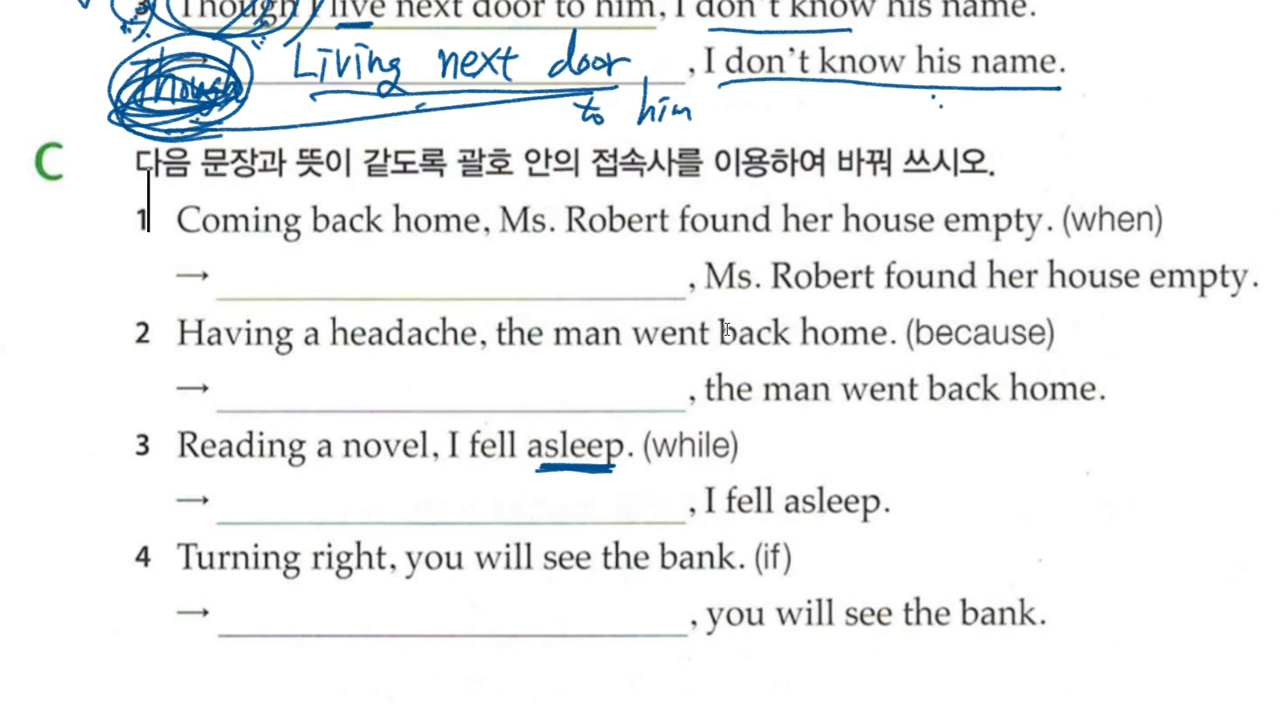 Though I live next door to him, I don't know his name.
→ Though Living next door to him, I don't know his name.
C 다음 문장과 뜻이 같도록 괄호 안의 접속사를 이용하여 바꿔 쓰시오.
1 Coming back home, Ms. Robert found her house empty. (when)
→ , Ms. Robert found her house empty.
2 Having a headache, the man went back home. (because)
→ , the man went back home.
3 Reading a novel, I fell asleep. (while)
→ , I fell asleep.
4 Turning right, you will see the bank. (if)
→ , you will see the bank.